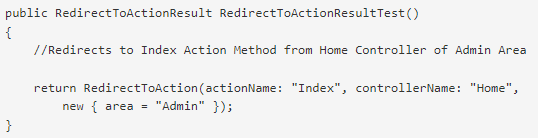 public RedirectToActionResult RedirectToActionResultTest()
{
    //Redirects to Index Action Method from Home Controller of Admin Area
    return RedirectToAction(actionName: "Index", controllerName: "Home",
        new { area = "Admin" });
}